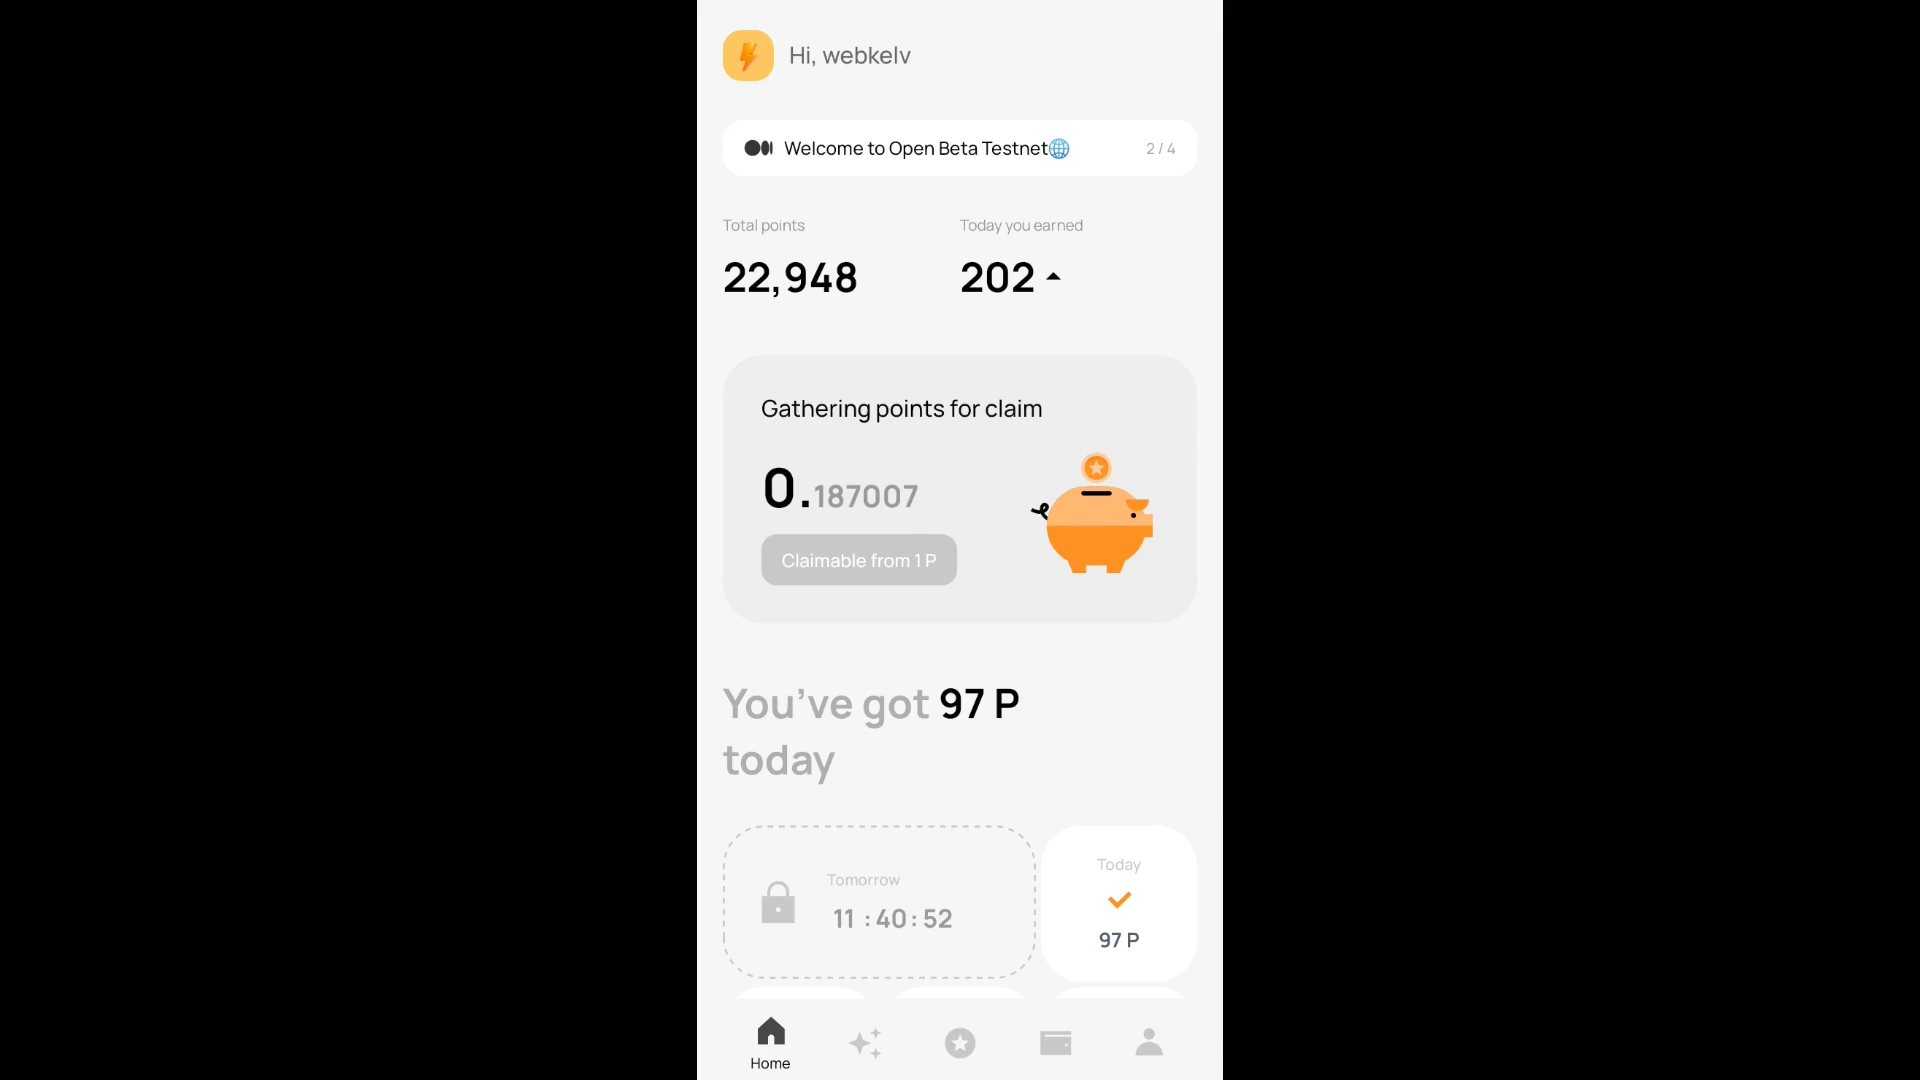 Hi, webkelv
Welcome to Open Beta Testnet
2 / 4
Total points
Today you earned
22,948
202
Gathering points for claim
0.187007
Claimable from 1 P
You've got 97 P
today
Tomorrow
11 : 40 : 52
Today
97 P
Home